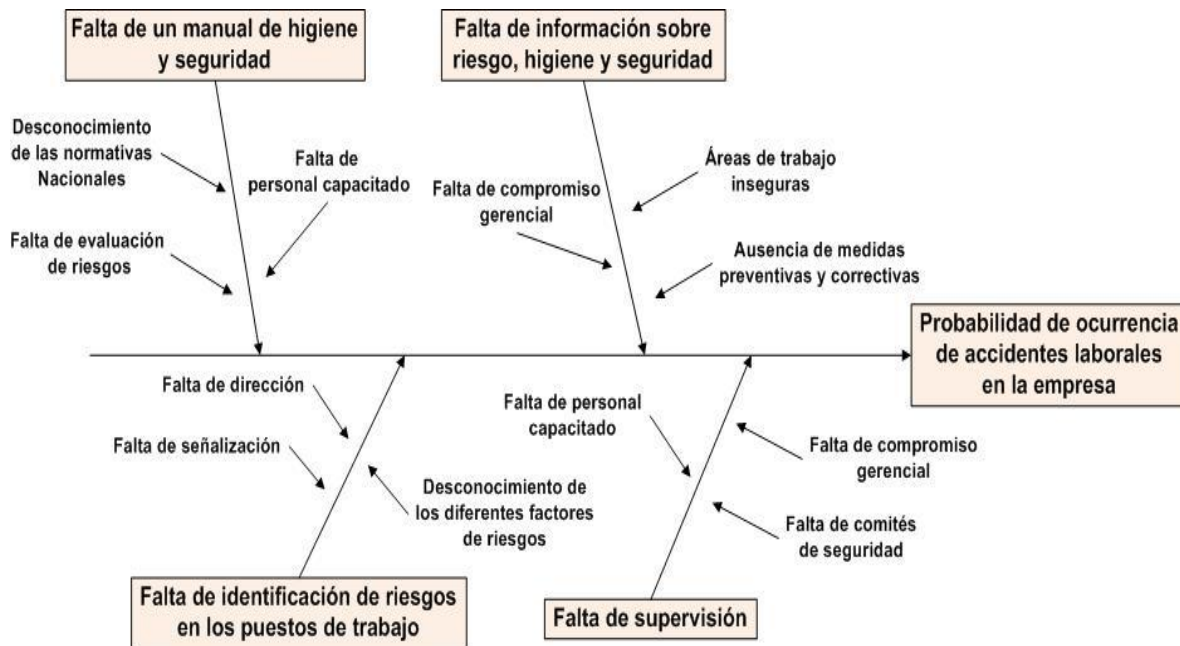 Falta de un manual de higiene
y seguridad
Falta de información sobre
riesgo, higiene y seguridad
Desconocimiento
de las normativas
Nacionales
Falta de
personal capacitado
Falta de evaluación
de riesgos
Falta de compromiso
gerencial
Áreas de trabajo
inseguras
Ausencia de medidas
preventivas y correctivas
Probabilidad de ocurrencia
de accidentes laborales
en la empresa
Falta de dirección
Falta de señalización
Desconocimiento de
los diferentes factores
de riesgos
Falta de personal
capacitado
Falta de compromiso
gerencial
Falta de comités
de seguridad
Falta de identificación de riesgos
en los puestos de trabajo
Falta de supervisión